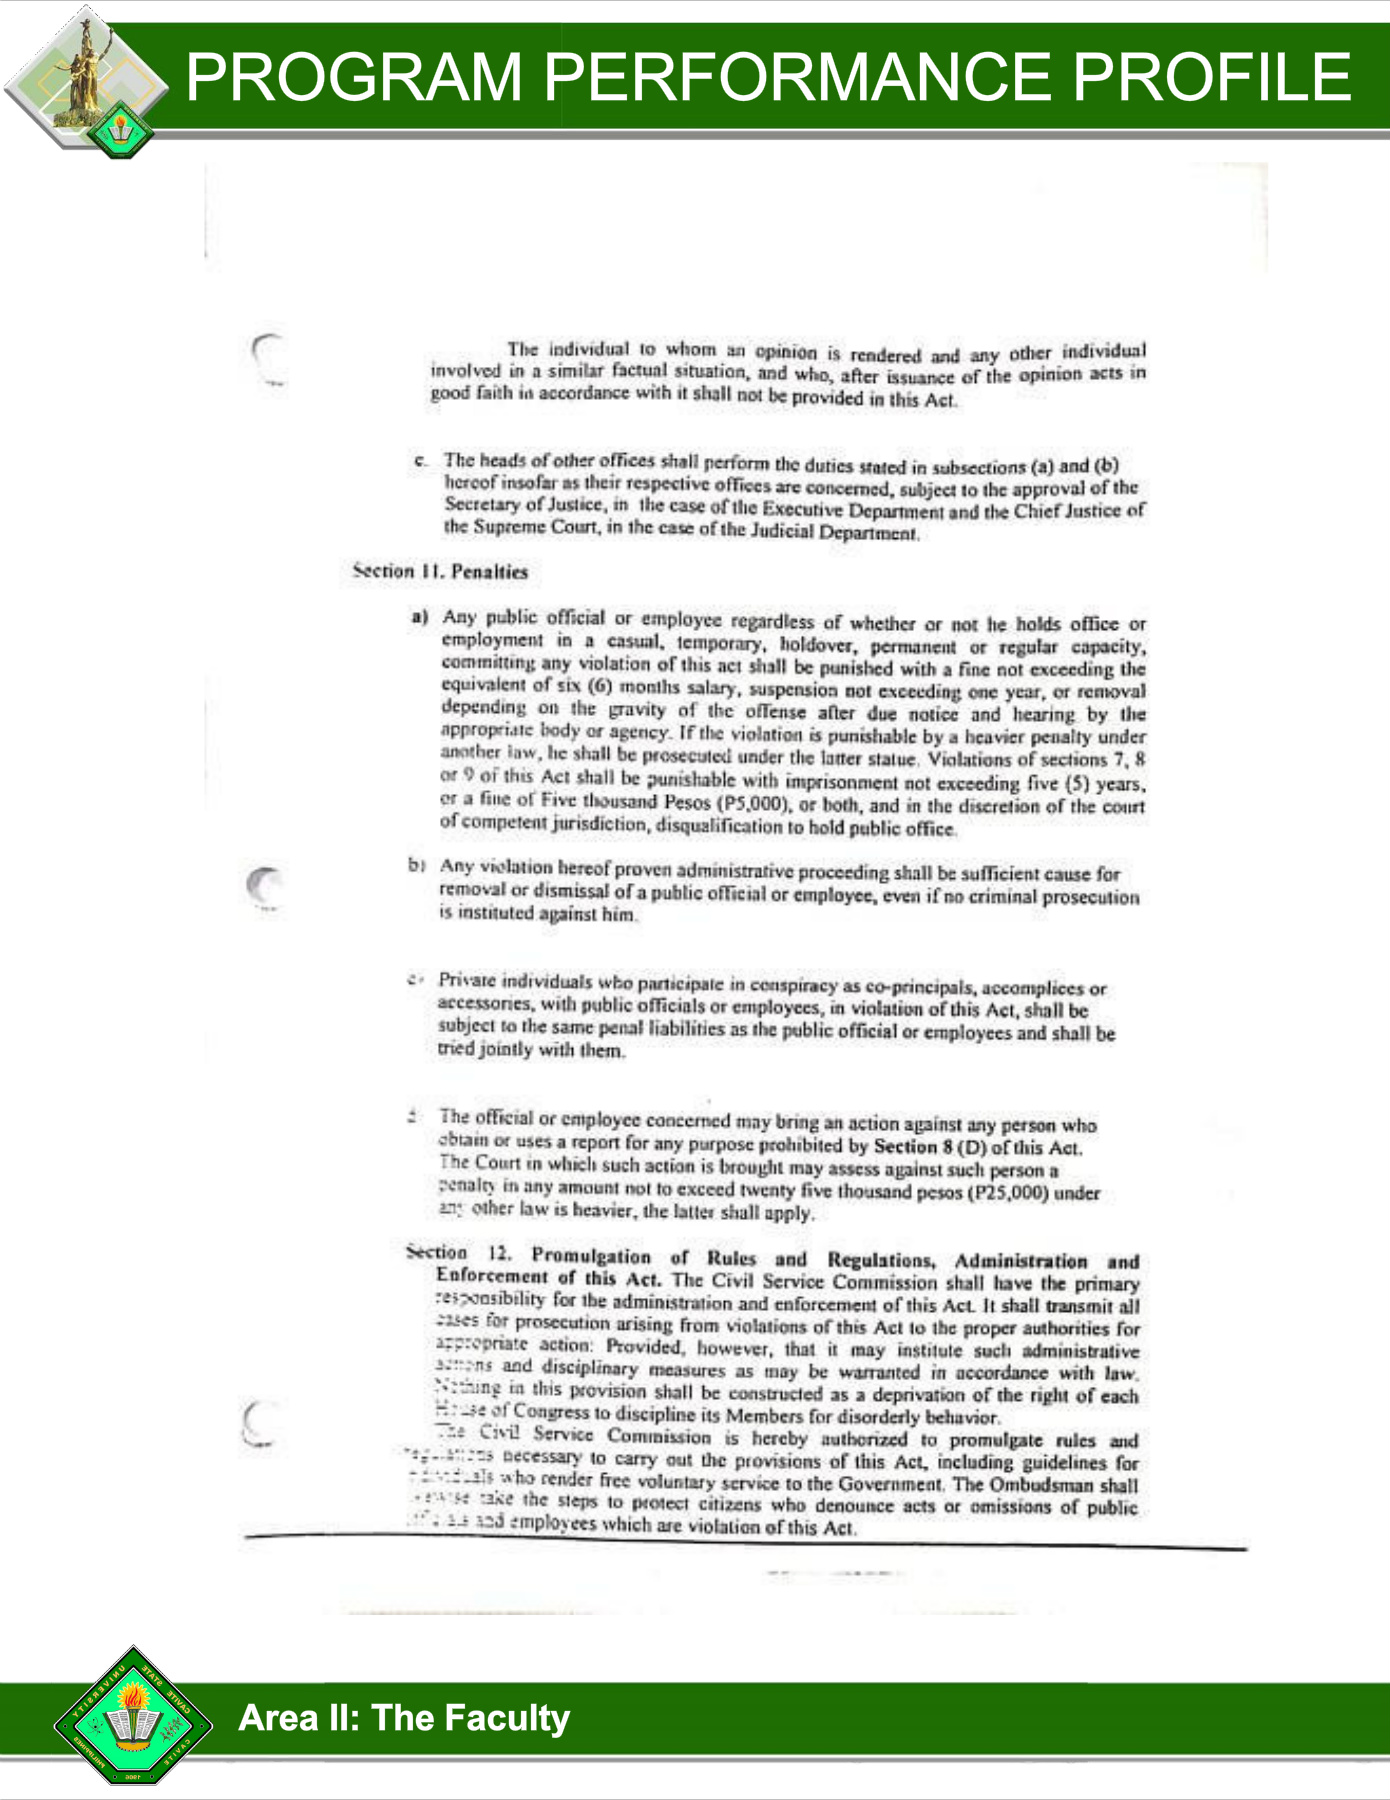 PROGRAM PERFORMANCE PROFILE
The individual to whom an opinion is rendered and any other individual
involved in a similar factual situation, and who, after issuance of the opinion acts in
good faith in accordance with it shall not be provided in this Act.
c. The heads of other offices shall perform the duties stated in subsections (a) and (b)
hereof insofar as their respective offices are concerned, subject to the approval of the
Secretary of Justice, in the case of the Executive Department and the Chief Justice of
the Supreme Court, in the case of the Judicial Department.
Section 11. Penalties
a) Any public official or employee regardless of whether or not he holds office or
employment in a casual, temporary, holdover, permanent or regular capacity,
committing any violation of this act shall be punished with a fine not exceeding the
equivalent of six (6) months salary, suspension not exceeding one year, or removal
depending on the gravity of the offense after due notice and hearing by the
appropriate body or agency. If the violation is punishable by a heavier penalty under
another law, he shall be prosecuted under the latter statue. Violations of sections 7, 8
or 9 of this Act shall be punishable with imprisonment not exceeding five (5) years,
or a fine of Five thousand Pesos (P5,000), or both, and in the discretion of the court
of competent jurisdiction, disqualification to hold public office.
b) Any violation hereof proven administrative proceeding shall be sufficient cause for
removal or dismissal of a public official or employee, even if no criminal prosecution
is instituted against him.
Private individuals who participate in conspiracy as co-principals, accomplices or
accessories, with public officials or employees, in violation of this Act, shall be
subject to the same penal liabilities as the public official or employees and shall be
tried jointly with them.
The official or employee concerned may bring an action against any person who
obtain or uses a report for any purpose prohibited by Section 8 (D) of this Act.
The Court in which such action is brought may assess against such person a
penalty in any amount not to exceed twenty five thousand pesos (P25,000) under
any other law is heavier, the latter shall apply.
Section 12. Promulgation of Rules and Regulations, Administration and
Enforcement of this Act. The Civil Service Commission shall have the primary
responsibility for the administration and enforcement of this Act. It shall transmit all
cases for prosecution arising from violations of this Act to the proper authorities for
appropriate action: Provided, however, that it may institute such administrative
actions and disciplinary measures as may be warranted in accordance with law.
Nothing in this provision shall be constructed as a deprivation of the right of each
House of Congress to discipline its Members for disorderly behavior.
The Civil Service Commission is hereby authorized to promulgate rules and
regulations necessary to carry out the provisions of this Act, including guidelines for
individuals who render free voluntary service to the Government. The Ombudsman shall
likewise take the steps to protect citizens who denounce acts or omissions of public
officials and employees which are violation of this Act.
CAVITE STATE UNIVERSITY
CAVITE PHILIPPINES
1906
Area II: The Faculty